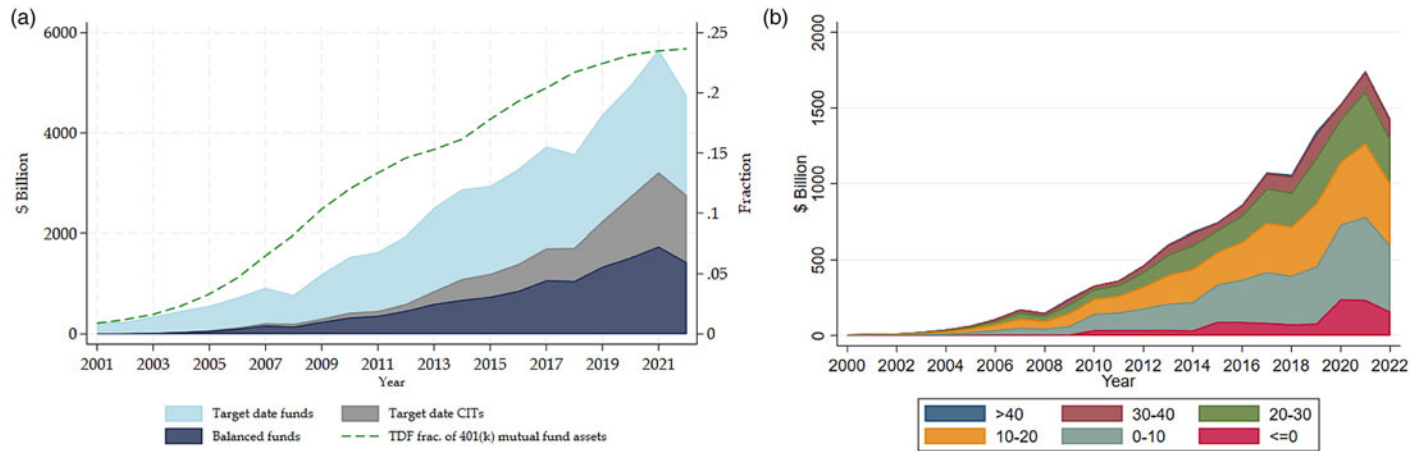 (a)
6000
4000
2000
0
$ Billion
.25
.2
.15
.1
.05
0
Fraction
2001 2003 2005 2007 2009 2011 2013 2015 2017 2019 2021
Year
Target date funds
Target date CITs
Balanced funds
TDF frac. of 401(k) mutual fund assets
(b)
2000
1500
1000
500
0
$ Billion
2000 2002 2004 2006 2008 2010 2012 2014 2016 2018 2020 2022
Year
>40
30-40
20-30
10-20
0-10
<=0